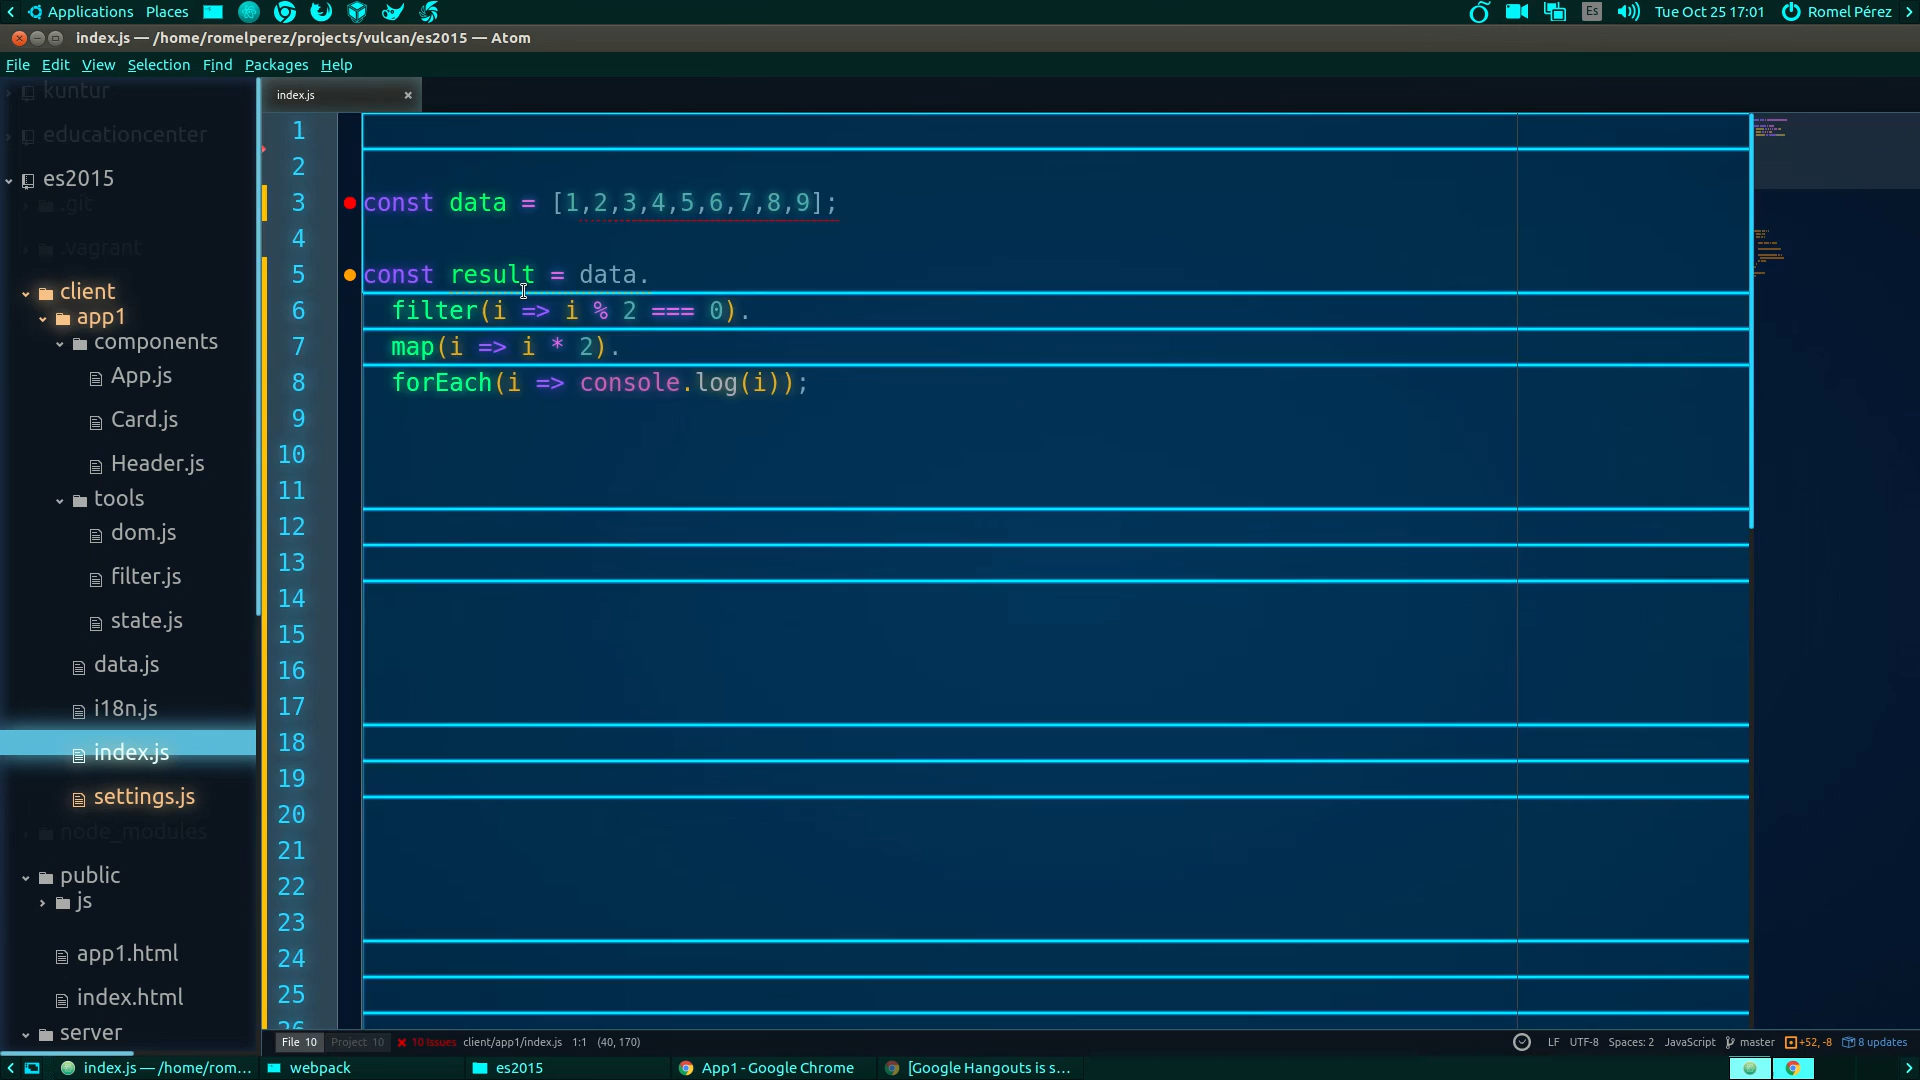 Applications Places Es Tue Oct 25 17:01 Romel Pérez
index.js — /home/romelperez/projects/vulcan/es2015 — Atom
File Edit View Selection Find Packages Help
kuntur
educationcenter
es2015
.git
.vagrant
client
app1
components
App.js
Card.js
Header.js
tools
dom.js
filter.js
state.js
data.js
i18n.js
index.js
settings.js
node_modules
public
js
app1.html
index.html
server
index.js
1
2
3 const data = [1,2,3,4,5,6,7,8,9];
4
5 const result = data.
6 filter(i => i % 2 === 0).
7 map(i => i * 2).
8 forEach(i => console.log(i));
9
10
11
12
13
14
15
16
17
18
19
20
21
22
23
24
25
26
File 10 Project 10 10 Issues client/app1/index.js 1:1 (40, 170) LF UTF-8 Spaces: 2 JavaScript master +52, -8 8 updates
index.js — /home/rom... webpack es2015 App1 - Google Chrome [Google Hangouts is s...